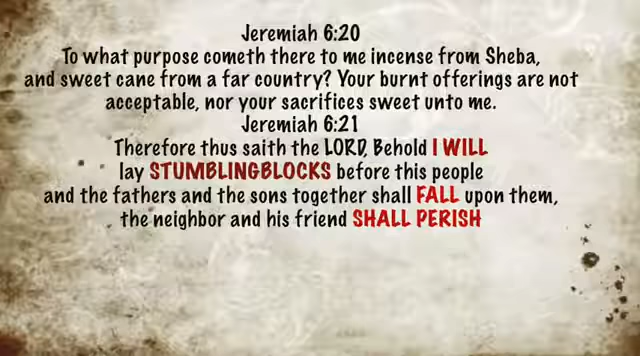 Jeremiah 6:20
To what purpose cometh there to me incense from Sheba,
and sweet cane from a far country? Your burnt offerings are not
acceptable, nor your sacrifices sweet unto me.
Jeremiah 6:21
Therefore thus saith the LORD, Behold I WILL
lay STUMBLINGBLOCKS before this people
and the fathers and the sons together shall FALL upon them,
the neighbor and his friend SHALL PERISH